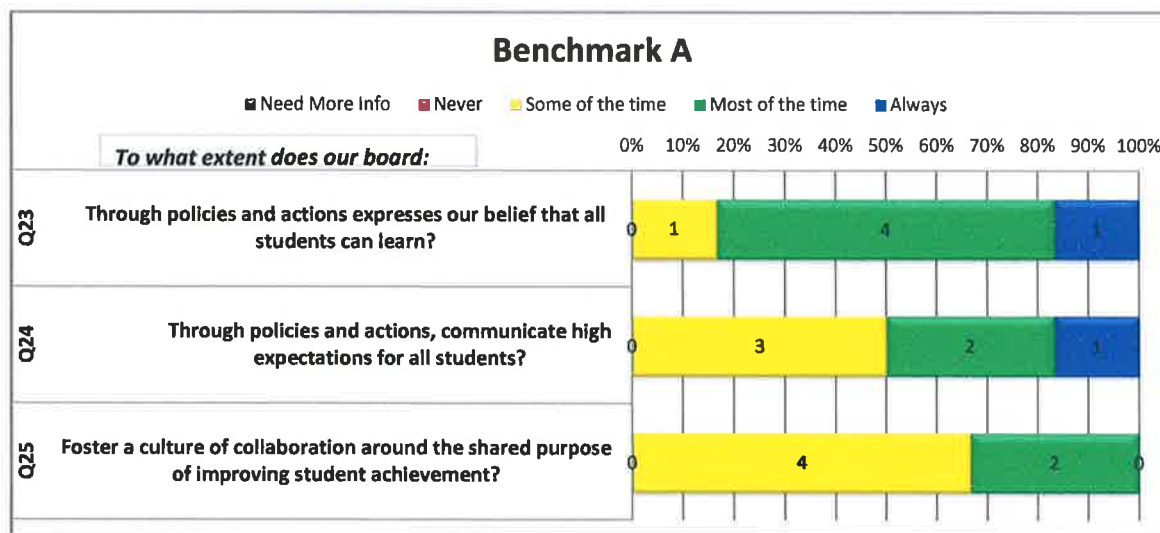 Benchmark A
Need More Info Never Some of the time Most of the time Always
To what extent does our board:
0% 10% 20% 30% 40% 50% 60% 70% 80% 90% 100%
Q23
Through policies and actions expresses our belief that all
students can learn?
0 1 4 1
Q24
Through policies and actions, communicate high
expectations for all students?
0 3 2 1
Q25
Foster a culture of collaboration around the shared purpose
of improving student achievement?
0 4 2 0